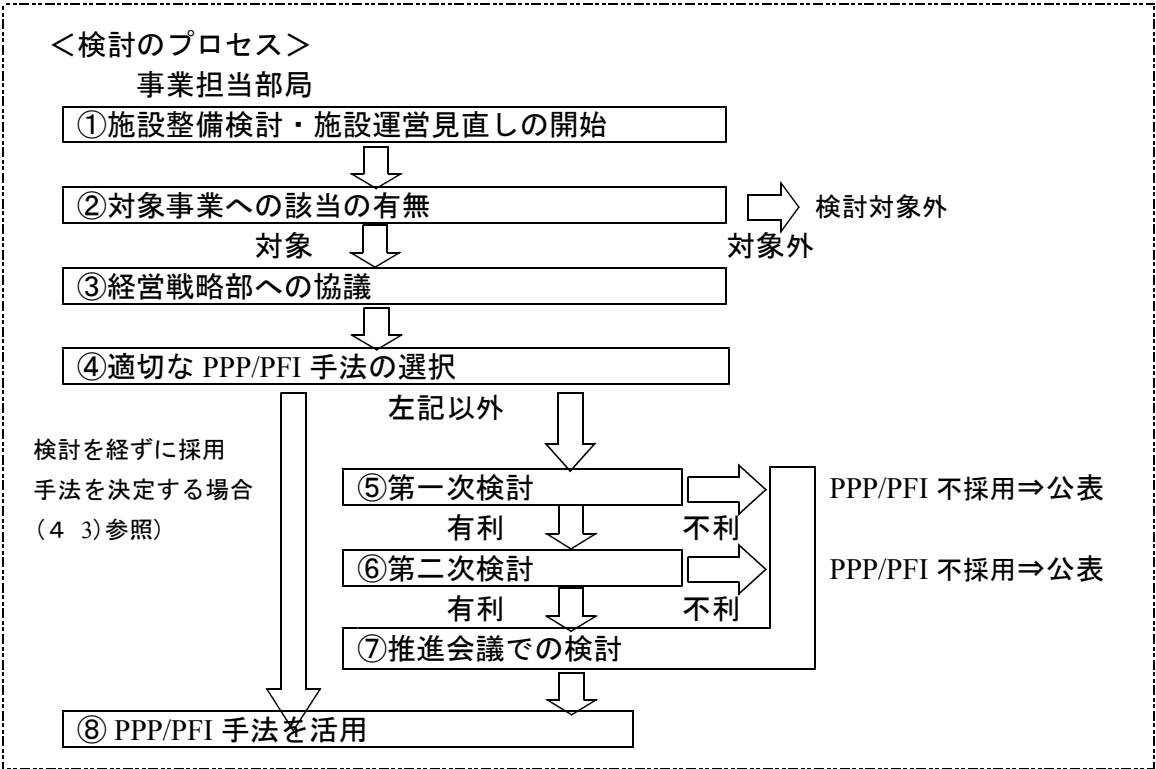 ＜検討のプロセス＞
事業担当部局
①施設整備検討・施設運営見直しの開始
②対象事業への該当の有無
検討対象外
対象
対象外
③経営戦略部への協議
④適切な PPP/PFI 手法の選択
左記以外
検討を経ずに採用
手法を決定する場合
（４ 3)参照）
⑤第一次検討
PPP/PFI 不採用⇒公表
有利
不利
⑥第二次検討
PPP/PFI 不採用⇒公表
有利
不利
⑦推進会議での検討
⑧ PPP/PFI 手法を活用